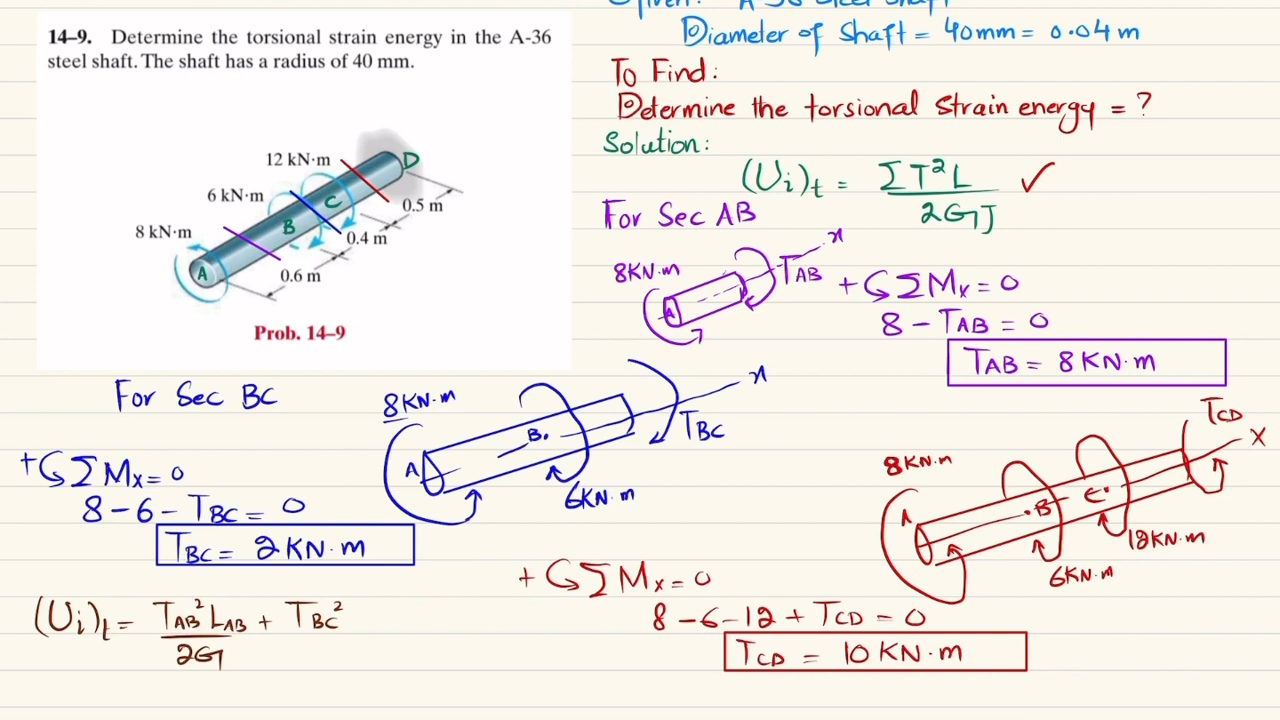 14–9. Determine the torsional strain energy in the A-36
steel shaft. The shaft has a radius of 40 mm.
12 kN·m
6 kN·m
8 kN·m
A
B
C
D
0.5 m
0.4 m
0.6 m
Prob. 14–9
Diameter of Shaft = 40mm = 0.04 m
To Find:
Determine the torsional Strain energy = ?
Solution:
(Ui)t = ΣT²L / 2GJ ✓
For Sec AB
8KN.m
A
TAB
x
+↺ΣMx = 0
8 - TAB = 0
TAB = 8 KN·m
For Sec BC
8KN·m
A
B.
x
TBC
6KN·m
+↺ΣMx = 0
8 - 6 - TBC = 0
TBC = 2KN·m
8KN.m
A
.B
C.
TCD
X
12KN·m
6KN·m
+↺ΣMx = 0
8 - 6 - 12 + TCD = 0
TCD = 10 KN·m
(Ui)t = TAB² LAB / 2G + TBC²